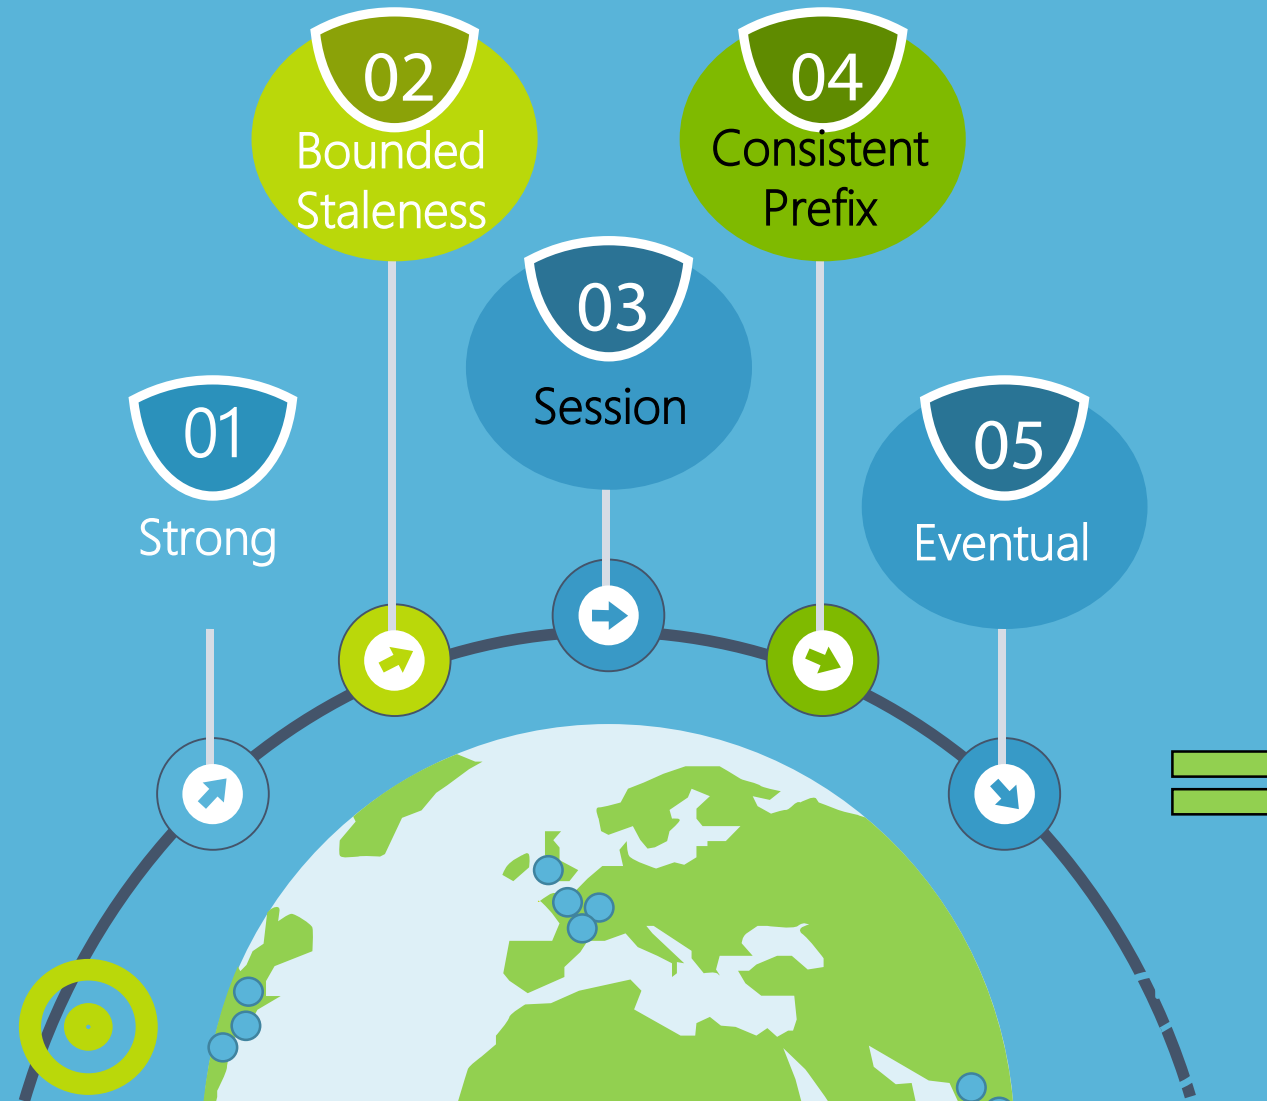 01
Strong
02
Bounded
Staleness
03
Session
04
Consistent
Prefix
05
Eventual